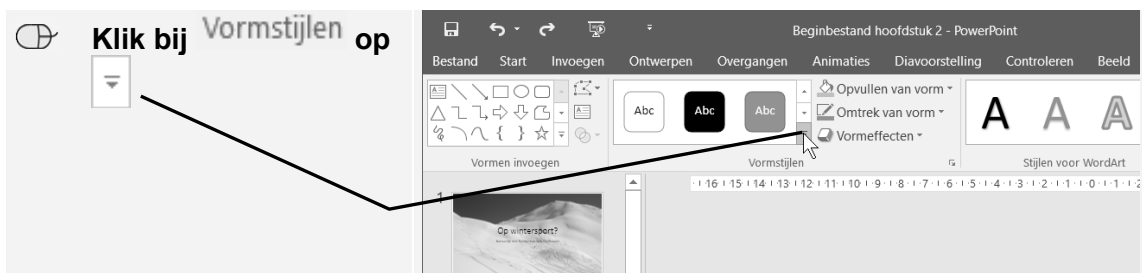 Klik bij Vormstijlen op
Beginbestand hoofdstuk 2 - PowerPoint
Bestand Start Invoegen Ontwerpen Overgangen Animaties Diavoorstelling Controleren Beeld
Abc Abc Abc
Opvullen van vorm
Omtrek van vorm
Vormeffecten
A A A
Vormen invoegen Vormstijlen Stijlen voor WordArt
16 15 14 13 12 11 10 9 8 7 6 5 4 3 2 1 0 1 2
1
Op wintersport?